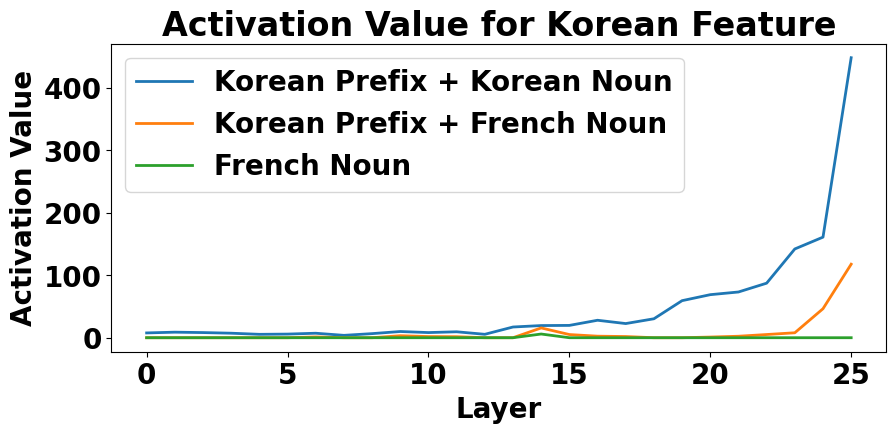 Activation Value for Korean Feature
Activation Value
400
300
200
100
0
Korean Prefix + Korean Noun
Korean Prefix + French Noun
French Noun
0 5 10 15 20 25
Layer